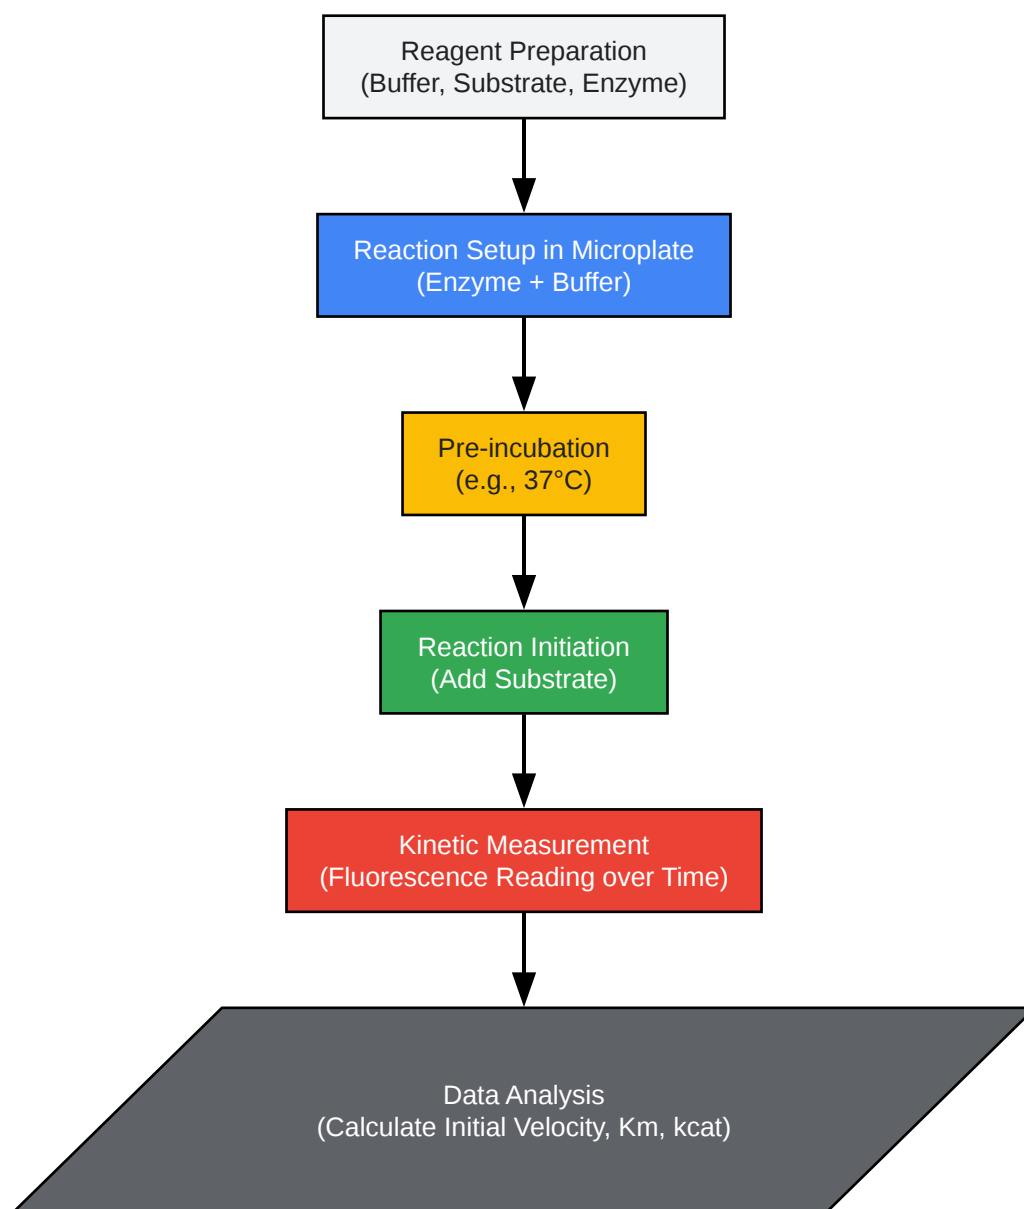 Reagent Preparation
(Buffer, Substrate, Enzyme)
Reaction Setup in Microplate
(Enzyme + Buffer)
Pre-incubation
(e.g., 37°C)
Reaction Initiation
(Add Substrate)
Kinetic Measurement
(Fluorescence Reading over Time)
Data Analysis
(Calculate Initial Velocity, Km, kcat)